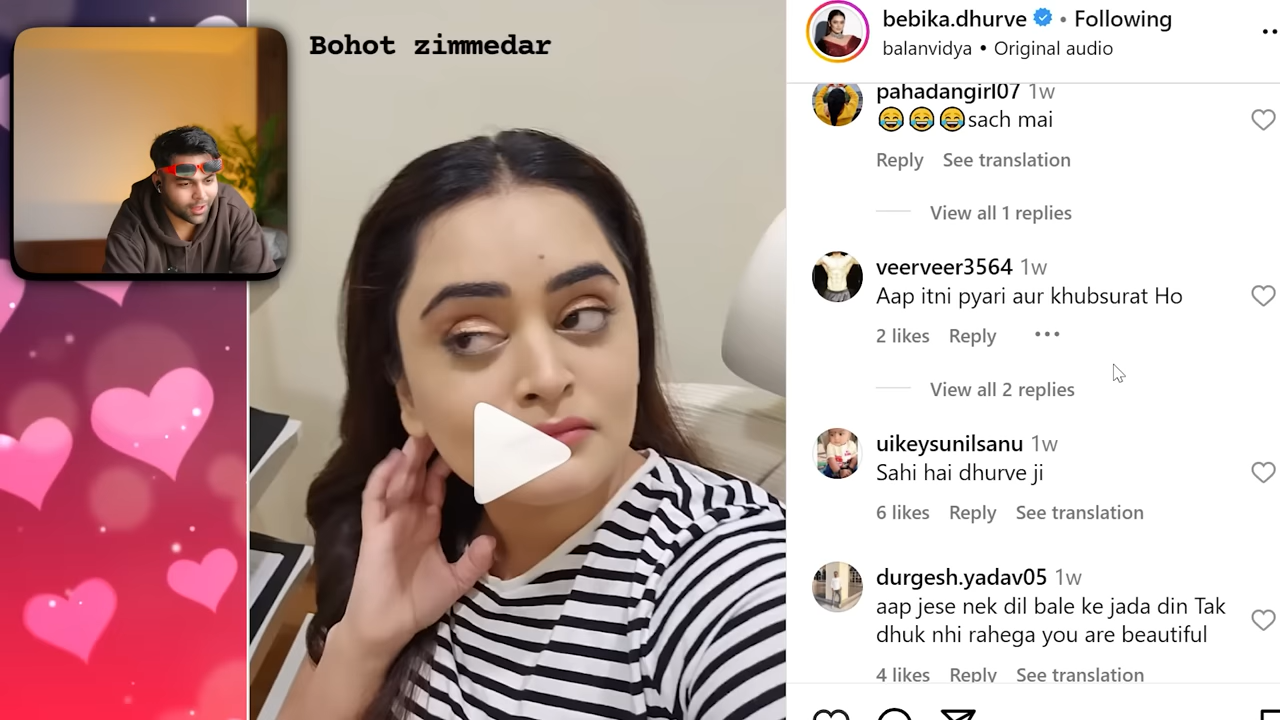 Bohot zimmedar
bebika.dhurve • Following
balanvidya • Original audio
pahadangirl07 1w
😂😂😂sach mai
Reply See translation
View all 1 replies
veerveer3564 1w
Aap itni pyari aur khubsurat Ho
2 likes Reply
View all 2 replies
uikeysunilsanu 1w
Sahi hai dhurve ji
6 likes Reply See translation
durgesh.yadav05 1w
aap jese nek dil bale ke jada din Tak
dhuk nhi rahega you are beautiful
4 likes Reply See translation